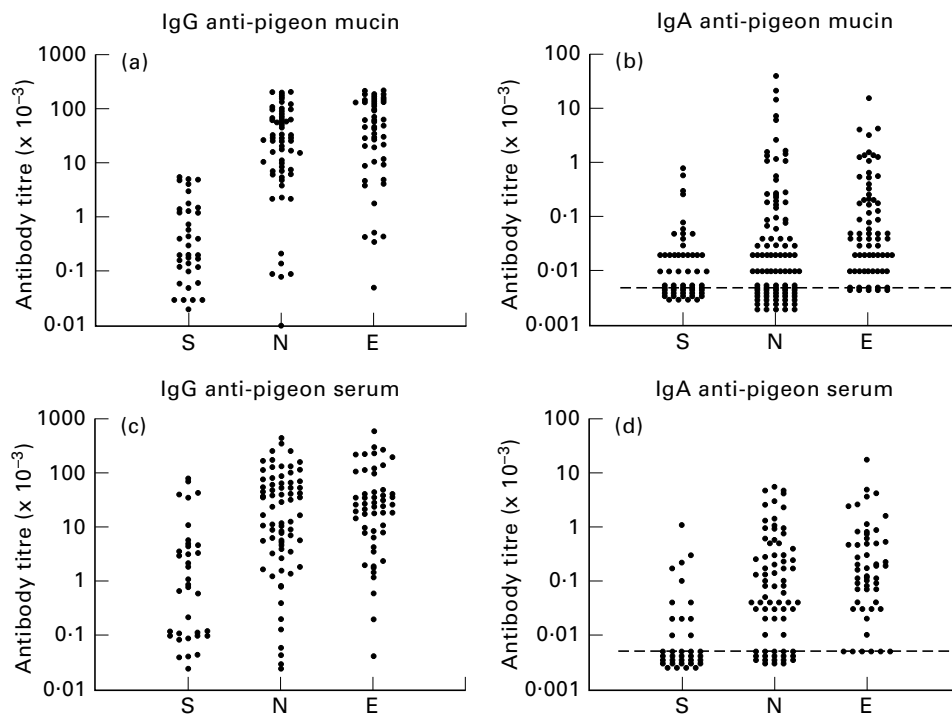 IgG anti-pigeon mucin
(a)
Antibody titre (x 10⁻³)
1000
100
10
1
0·1
0·01
S N E
IgA anti-pigeon mucin
(b)
Antibody titre (x 10⁻³)
100
10
1
0·1
0·01
0·001
S N E
IgG anti-pigeon serum
(c)
Antibody titre (x 10⁻³)
1000
100
10
1
0·1
0·01
S N E
IgA anti-pigeon serum
(d)
Antibody titre (x 10⁻³)
100
10
1
0·1
0·01
0·001
S N E